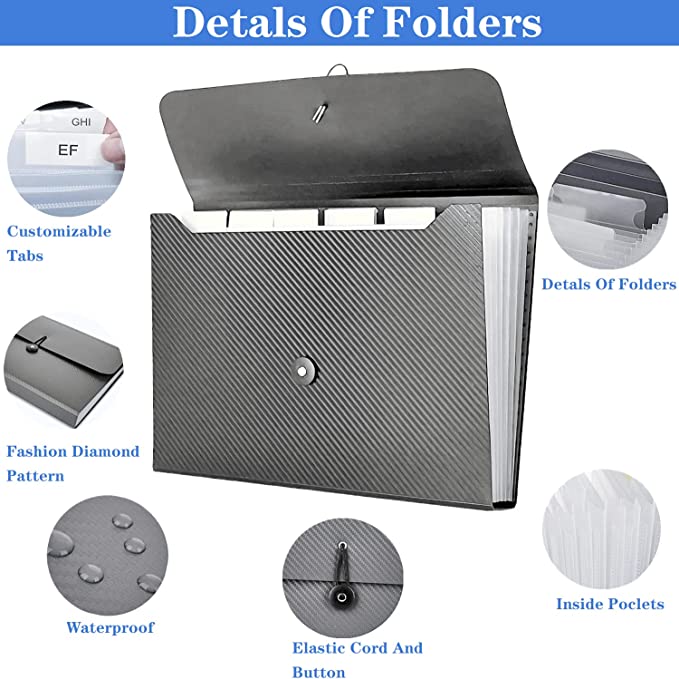 Detals Of Folders
GHI
EF
Customizable
Tabs
Detals Of Folders
Fashion Diamond
Pattern
Waterproof
Elastic Cord And
Button
Inside Poclets